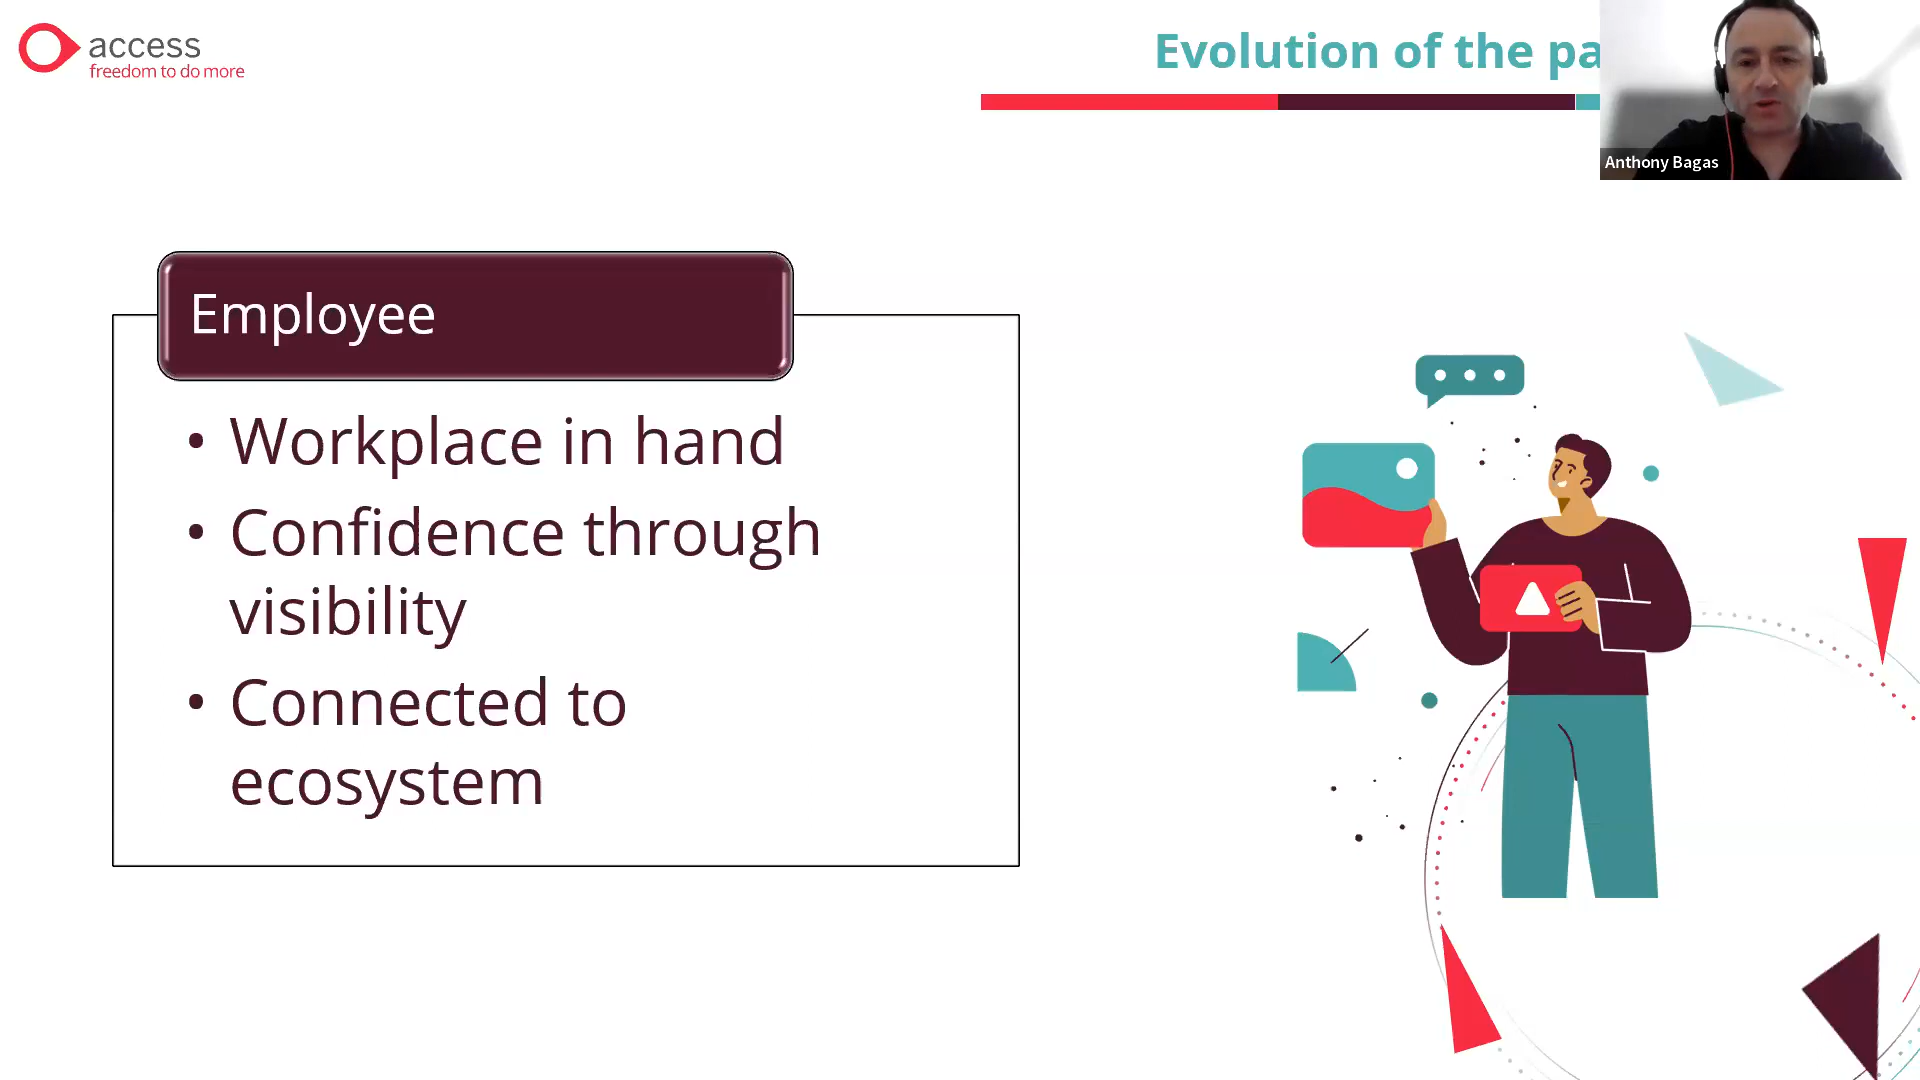 access
freedom to do more
Evolution of the
Anthony Bagas
Employee
• Workplace in hand
• Confidence through
visibility
• Connected to
ecosystem